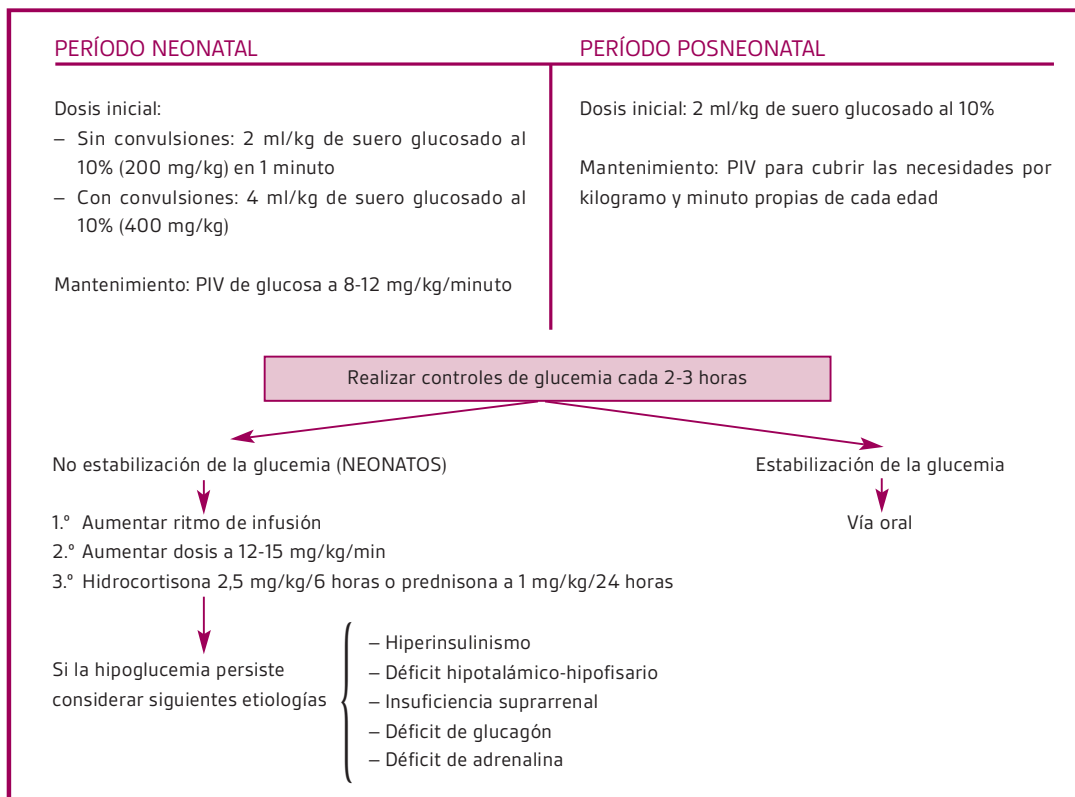 PERÍODO NEONATAL
Dosis inicial:
– Sin convulsiones: 2 ml/kg de suero glucosado al
10% (200 mg/kg) en 1 minuto
– Con convulsiones: 4 ml/kg de suero glucosado al
10% (400 mg/kg)
Mantenimiento: PIV de glucosa a 8-12 mg/kg/minuto
PERÍODO POSNEONATAL
Dosis inicial: 2 ml/kg de suero glucosado al 10%
Mantenimiento: PIV para cubrir las necesidades por
kilogramo y minuto propias de cada edad
Realizar controles de glucemia cada 2-3 horas
No estabilización de la glucemia (NEONATOS)
1.º Aumentar ritmo de infusión
2.º Aumentar dosis a 12-15 mg/kg/min
3.º Hidrocortisona 2,5 mg/kg/6 horas o prednisona a 1 mg/kg/24 horas
Si la hipoglucemia persiste
considerar siguientes etiologías
– Hiperinsulinismo
– Déficit hipotalámico-hipofisario
– Insuficiencia suprarrenal
– Déficit de glucagón
– Déficit de adrenalina
Estabilización de la glucemia
Vía oral